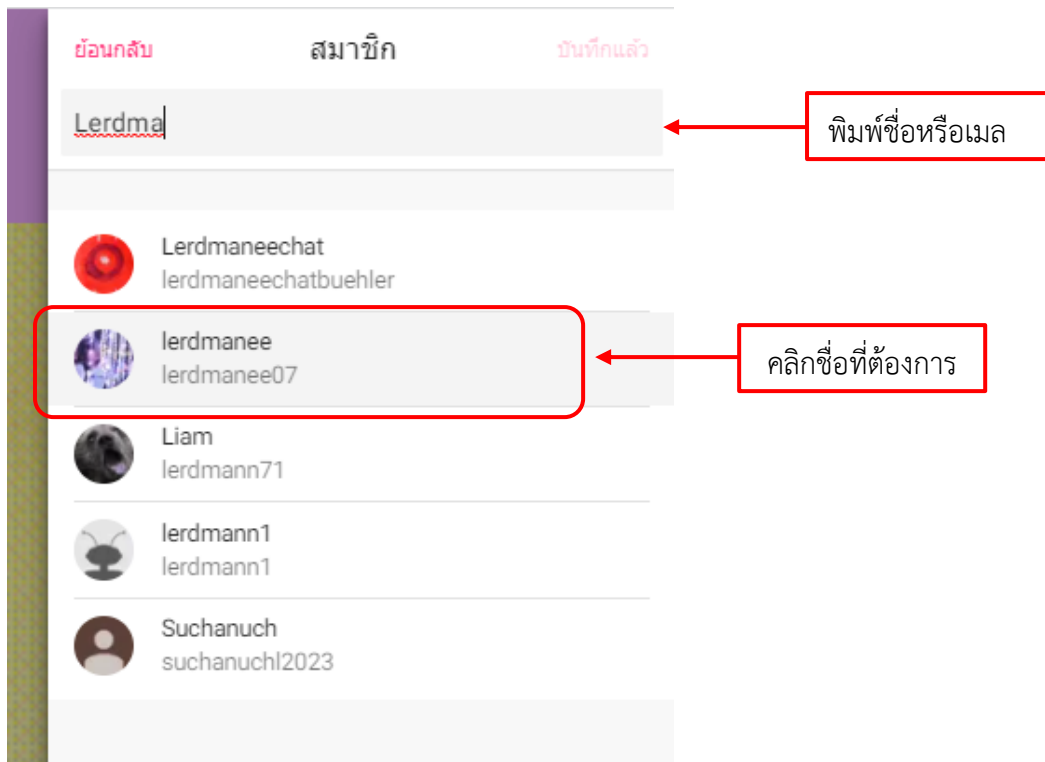 ย้อนกลับ สมาชิก บันทึกแล้ว
Lerdma
พิมพ์ชื่อหรือเมล
Lerdmaneechat
lerdmaneechatbuehler
lerdmanee
lerdmanee07
คลิกชื่อที่ต้องการ
Liam
lerdmann71
lerdmann1
lerdmann1
Suchanuch
suchanuchl2023